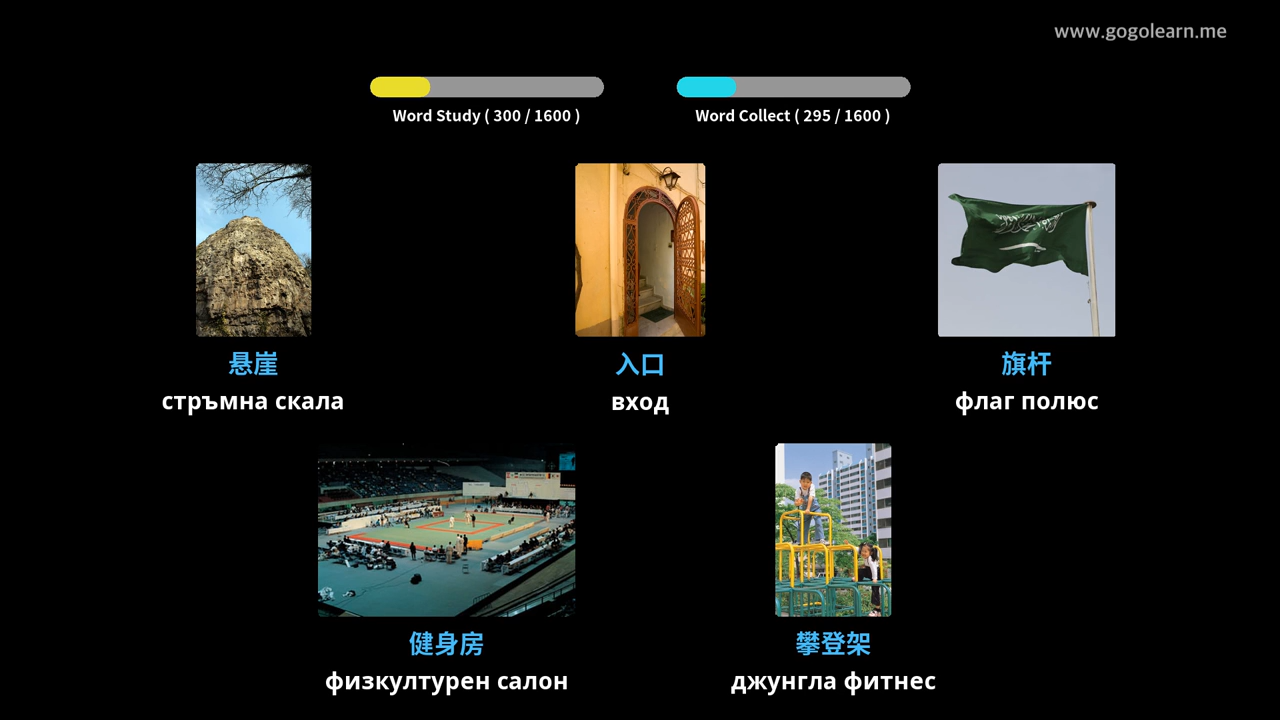 www.gogolearn.me
Word Study ( 300 / 1600 )
Word Collect ( 295 / 1600 )
悬崖
стръмна скала
入口
вход
旗杆
флаг полюс
健身房
физкултурен салон
攀登架
джунгла фитнес